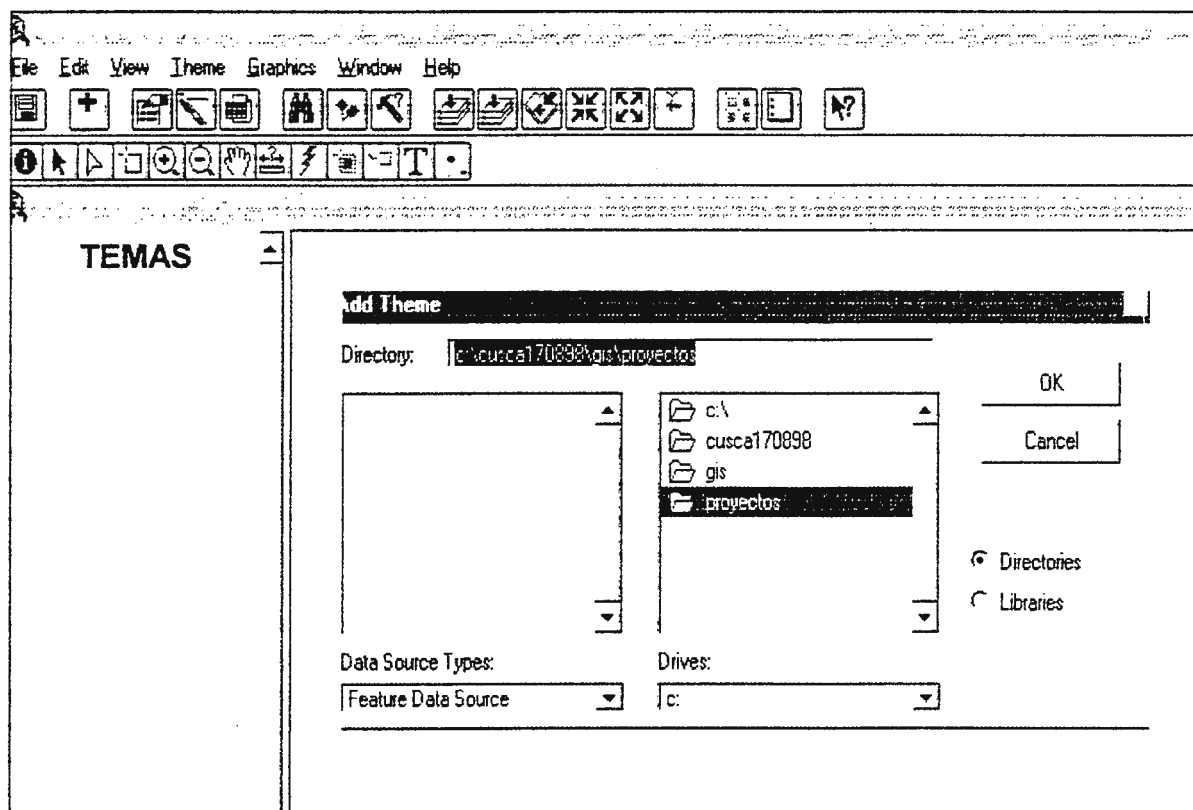 File Edit View Theme Graphics Window Help
TEMAS
Add Theme
Directory: c:\cusca170898\gis\proyectos
OK
Cancel
c:\
cusca170898
gis
proyectos
Directories
Libraries
Data Source Types:
Drives:
Feature Data Source
c: